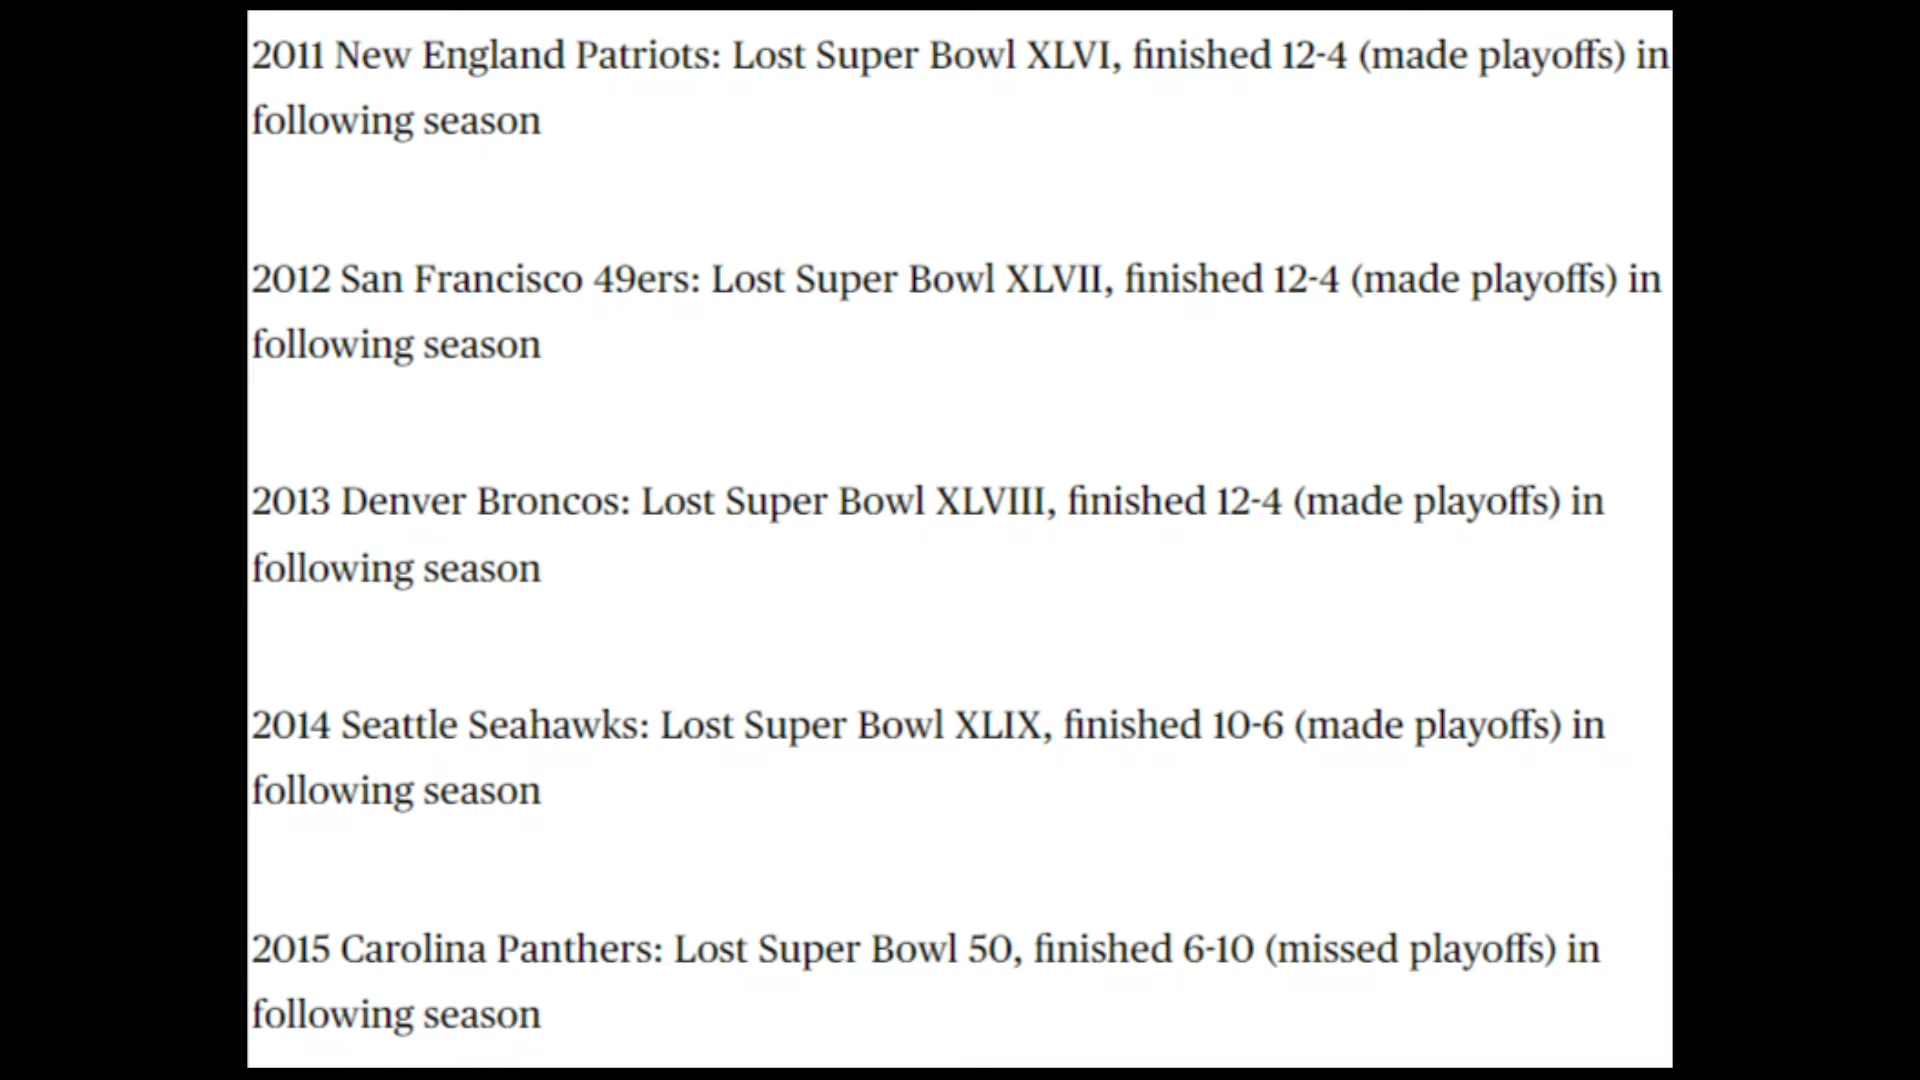 2011 New England Patriots: Lost Super Bowl XLVI, finished 12-4 (made playoffs) in
following season
2012 San Francisco 49ers: Lost Super Bowl XLVII, finished 12-4 (made playoffs) in
following season
2013 Denver Broncos: Lost Super Bowl XLVIII, finished 12-4 (made playoffs) in
following season
2014 Seattle Seahawks: Lost Super Bowl XLIX, finished 10-6 (made playoffs) in
following season
2015 Carolina Panthers: Lost Super Bowl 50, finished 6-10 (missed playoffs) in
following season